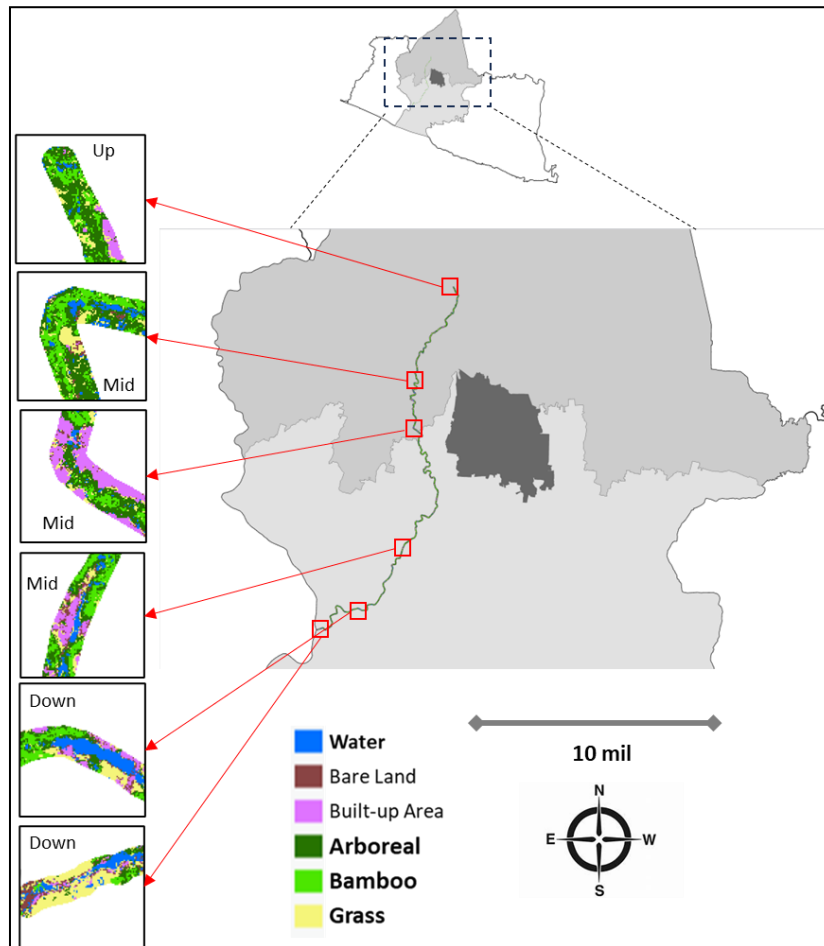 Up
Mid
Mid
Mid
Down
Down
Water
Bare Land
Built-up Area
Arboreal
Bamboo
Grass
10 mil
N
E W
S